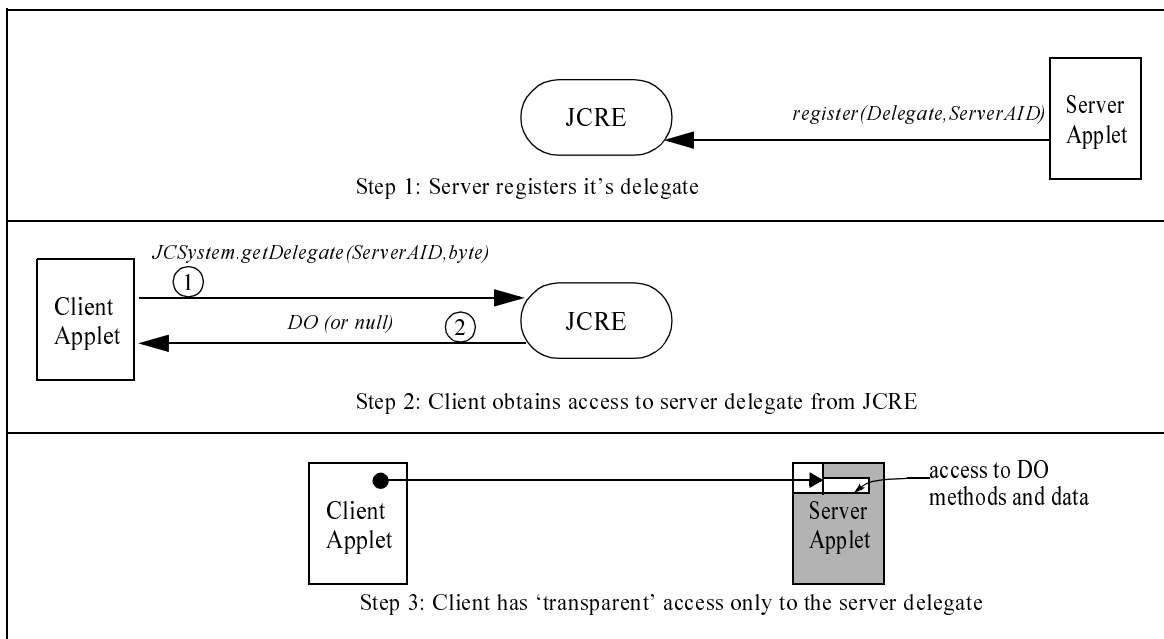 JCRE
register(Delegate,ServerAID)
Server
Applet
Step 1: Server registers it's delegate
JCSystem.getDelegate(ServerAID,byte)
1
Client
Applet
DO (or null)
2
JCRE
Step 2: Client obtains access to server delegate from JCRE
Client
Applet
Server
Applet
access to DO
methods and data
Step 3: Client has ‘transparent’ access only to the server delegate